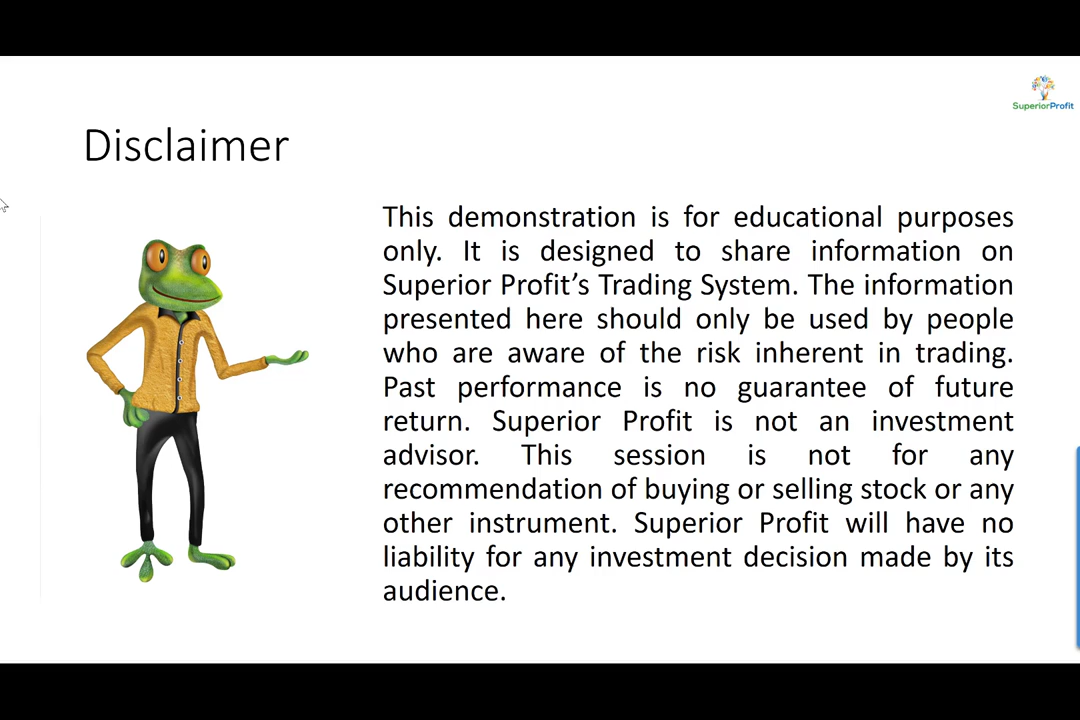 SuperiorProfit
Disclaimer
This demonstration is for educational purposes
only. It is designed to share information on
Superior Profit’s Trading System. The information
presented here should only be used by people
who are aware of the risk inherent in trading.
Past performance is no guarantee of future
return. Superior Profit is not an investment
advisor. This session is not for any
recommendation of buying or selling stock or any
other instrument. Superior Profit will have no
liability for any investment decision made by its
audience.